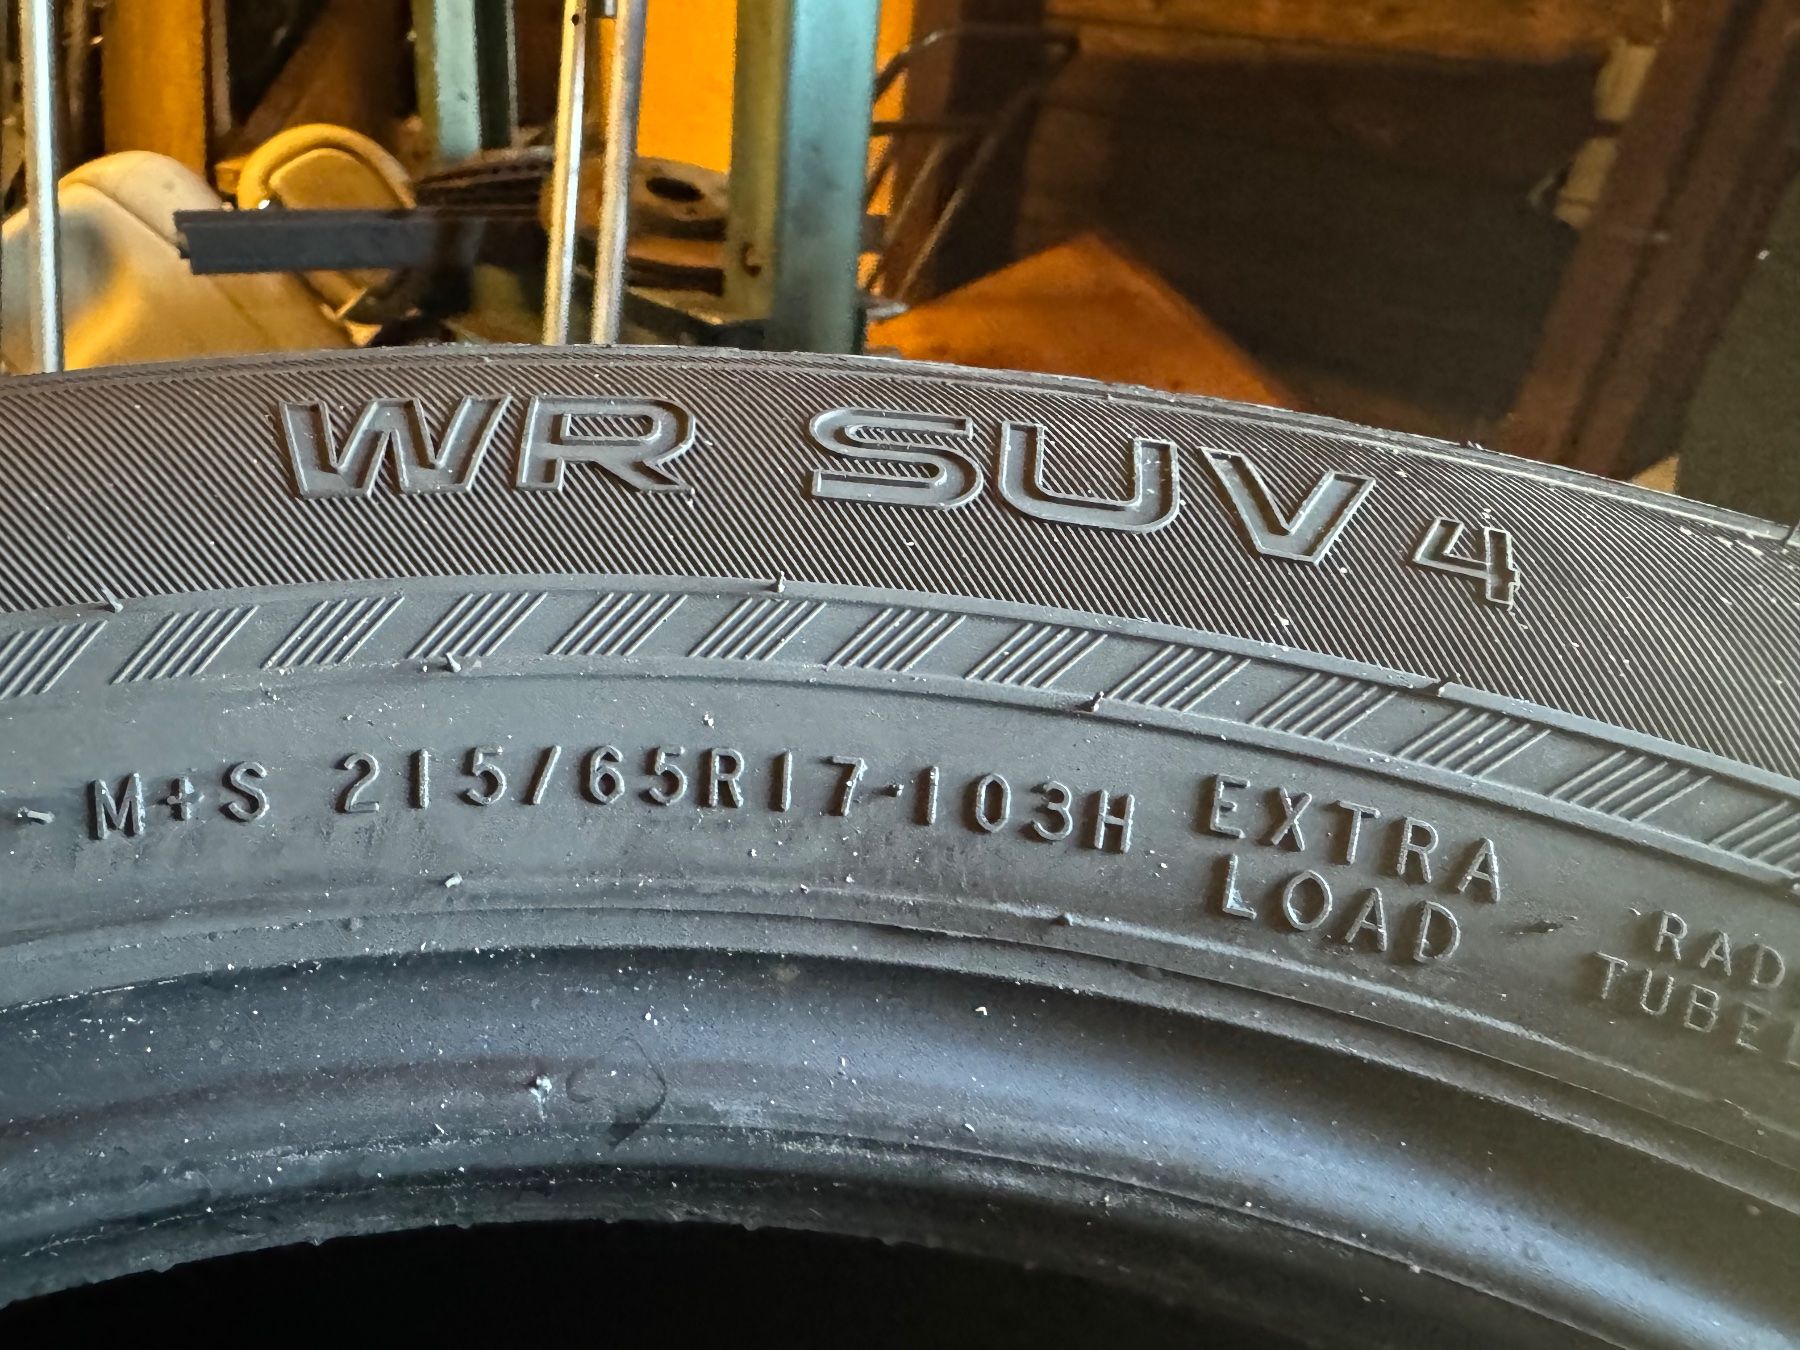 WR SUV 4
- M+S 215/65R17-103H EXTRA LOAD